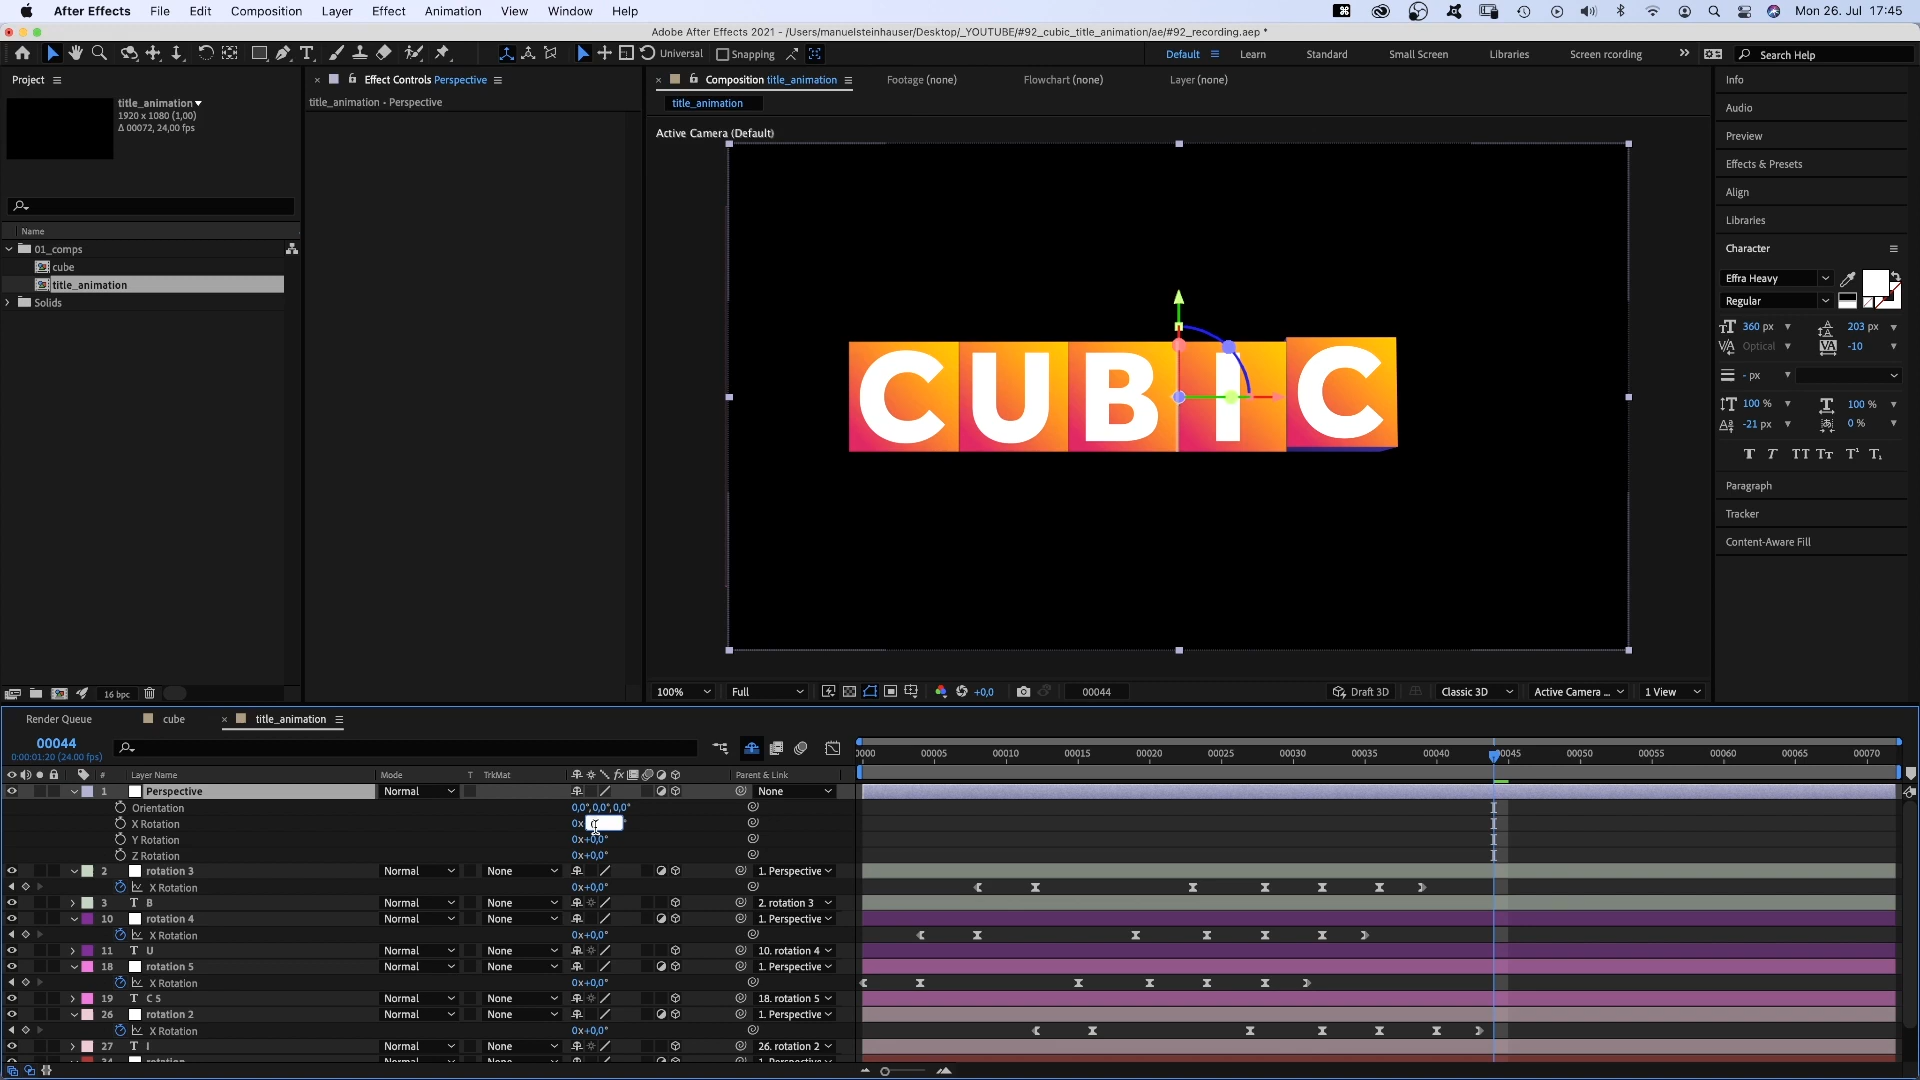 After Effects File Edit Composition Layer Effect Animation View Window Help Mon 26. Jul 17:45
Adobe After Effects 2021 - /Users/manuelsteinhauser/Desktop/_YOUTUBE/#92_cubic_title_animation/ae/#92_recording.aep *
Universal Snapping Default Learn Standard Small Screen Libraries Screen rcording Search Help
Project Effect Controls Perspective Composition title_animation Footage (none) Flowchart (none) Layer (none) Info
title_animation
1920 x 1080 (1,00)
Δ 00072, 24,00 fps
title_animation - Perspective
title_animation
Active Camera (Default)
Audio
Preview
Effects & Presets
Align
Libraries
Character
Effra Heavy
Regular
360 px 203 px
Optical -10
- px
100 % 100 %
-21 px 0 %
T T TT Tt T¹ T₁
Paragraph
Tracker
Content-Aware Fill
Name
01_comps
cube
title_animation
Solids
CUBIC
16 bpc
100% Full +0,0 00044 Draft 3D Classic 3D Active Camera ... 1 View
Render Queue cube title_animation
00044
0:00:01:20 (24.00 fps)
0000 00005 00010 00015 00020 00025 00030 00035 00040 00045 00050 00055 00060 00065 00070
# Layer Name Mode T TrkMat Parent & Link
1 Perspective Normal None
Orientation 0,0°,0,0°,0,0°
X Rotation 0x
Y Rotation 0x+0,0°
Z Rotation 0x+0,0°
2 rotation 3 Normal None 1. Perspective
X Rotation 0x+0,0°
3 T B Normal None 2. rotation 3
10 rotation 4 Normal None 1. Perspective
X Rotation 0x+0,0°
11 T U Normal None 10. rotation 4
18 rotation 5 Normal None 1. Perspective
X Rotation 0x+0,0°
19 T C 5 Normal None 18. rotation 5
26 rotation 2 Normal None 1. Perspective
X Rotation 0x+0,0°
27 T I Normal None 26. rotation 2